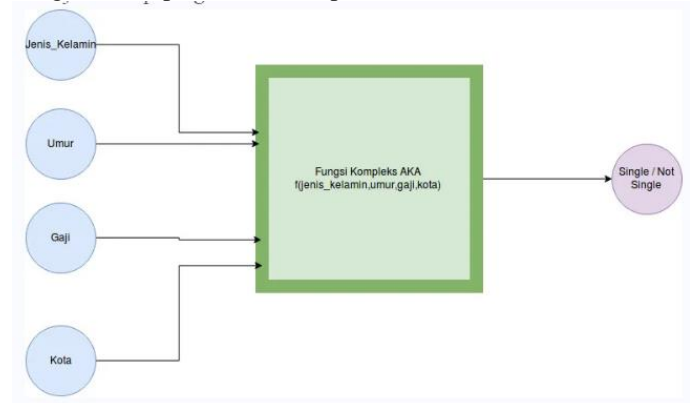 Jenis_Kelamin
Umur
Gaji
Kota
Fungsi Kompleks AKA
f(jenis_kelamin,umur,gaji,kota)
Single / Not
Single